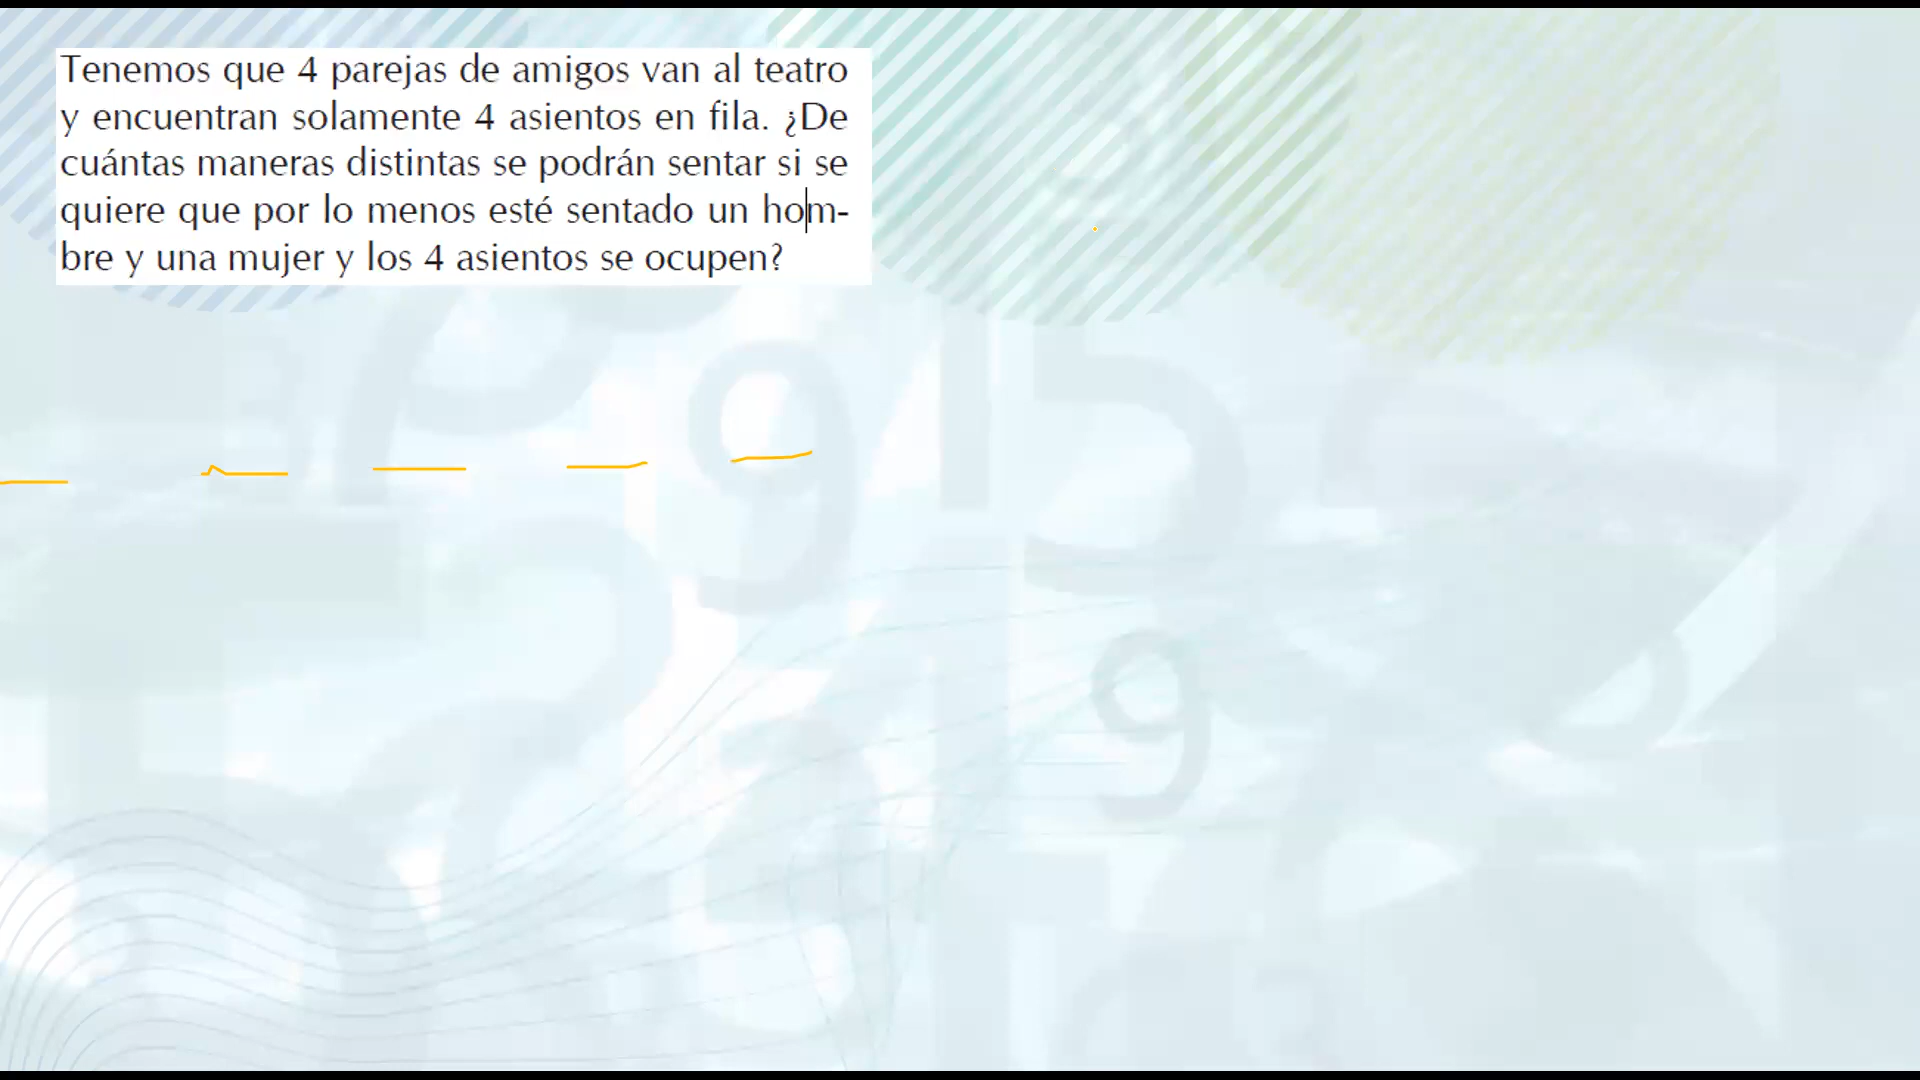 Tenemos que 4 parejas de amigos van al teatro
y encuentran solamente 4 asientos en fila. ¿De
cuántas maneras distintas se podrán sentar si se
quiere que por lo menos esté sentado un hom-
bre y una mujer y los 4 asientos se ocupen?